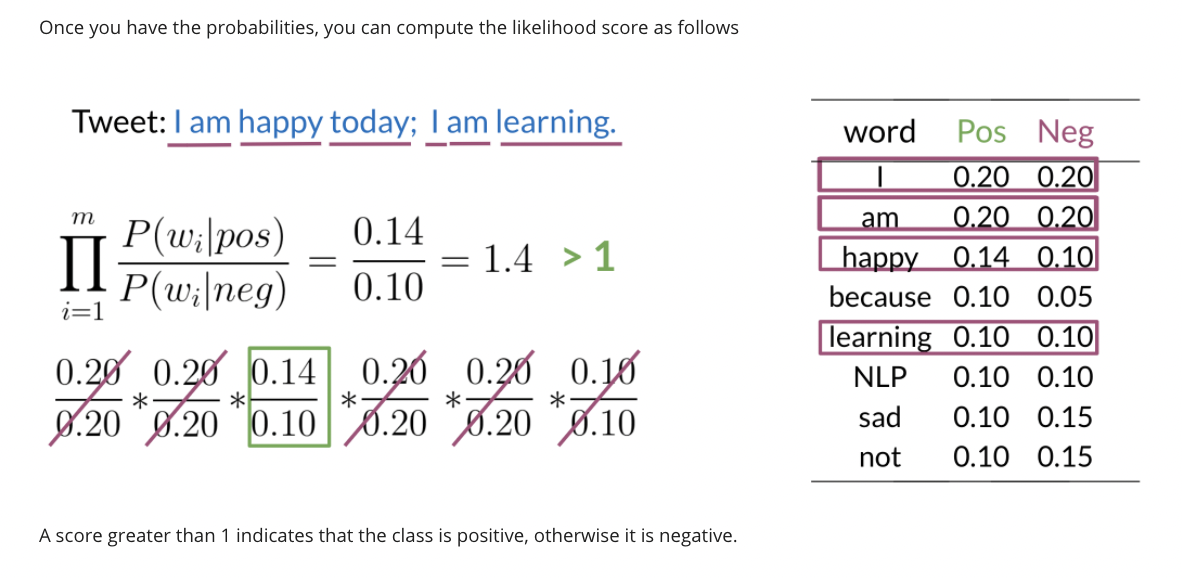 Once you have the probabilities, you can compute the likelihood score as follows
Tweet: I am happy today; I am learning.
m
∏ P(wᵢ|pos) / P(wᵢ|neg) = 0.14 / 0.10 = 1.4 > 1
i=1
0.20 / 0.20 * 0.20 / 0.20 * 0.14 / 0.10 * 0.20 / 0.20 * 0.20 / 0.20 * 0.10 / 0.10
word Pos Neg
I 0.20 0.20
am 0.20 0.20
happy 0.14 0.10
because 0.10 0.05
learning 0.10 0.10
NLP 0.10 0.10
sad 0.10 0.15
not 0.10 0.15
A score greater than 1 indicates that the class is positive, otherwise it is negative.